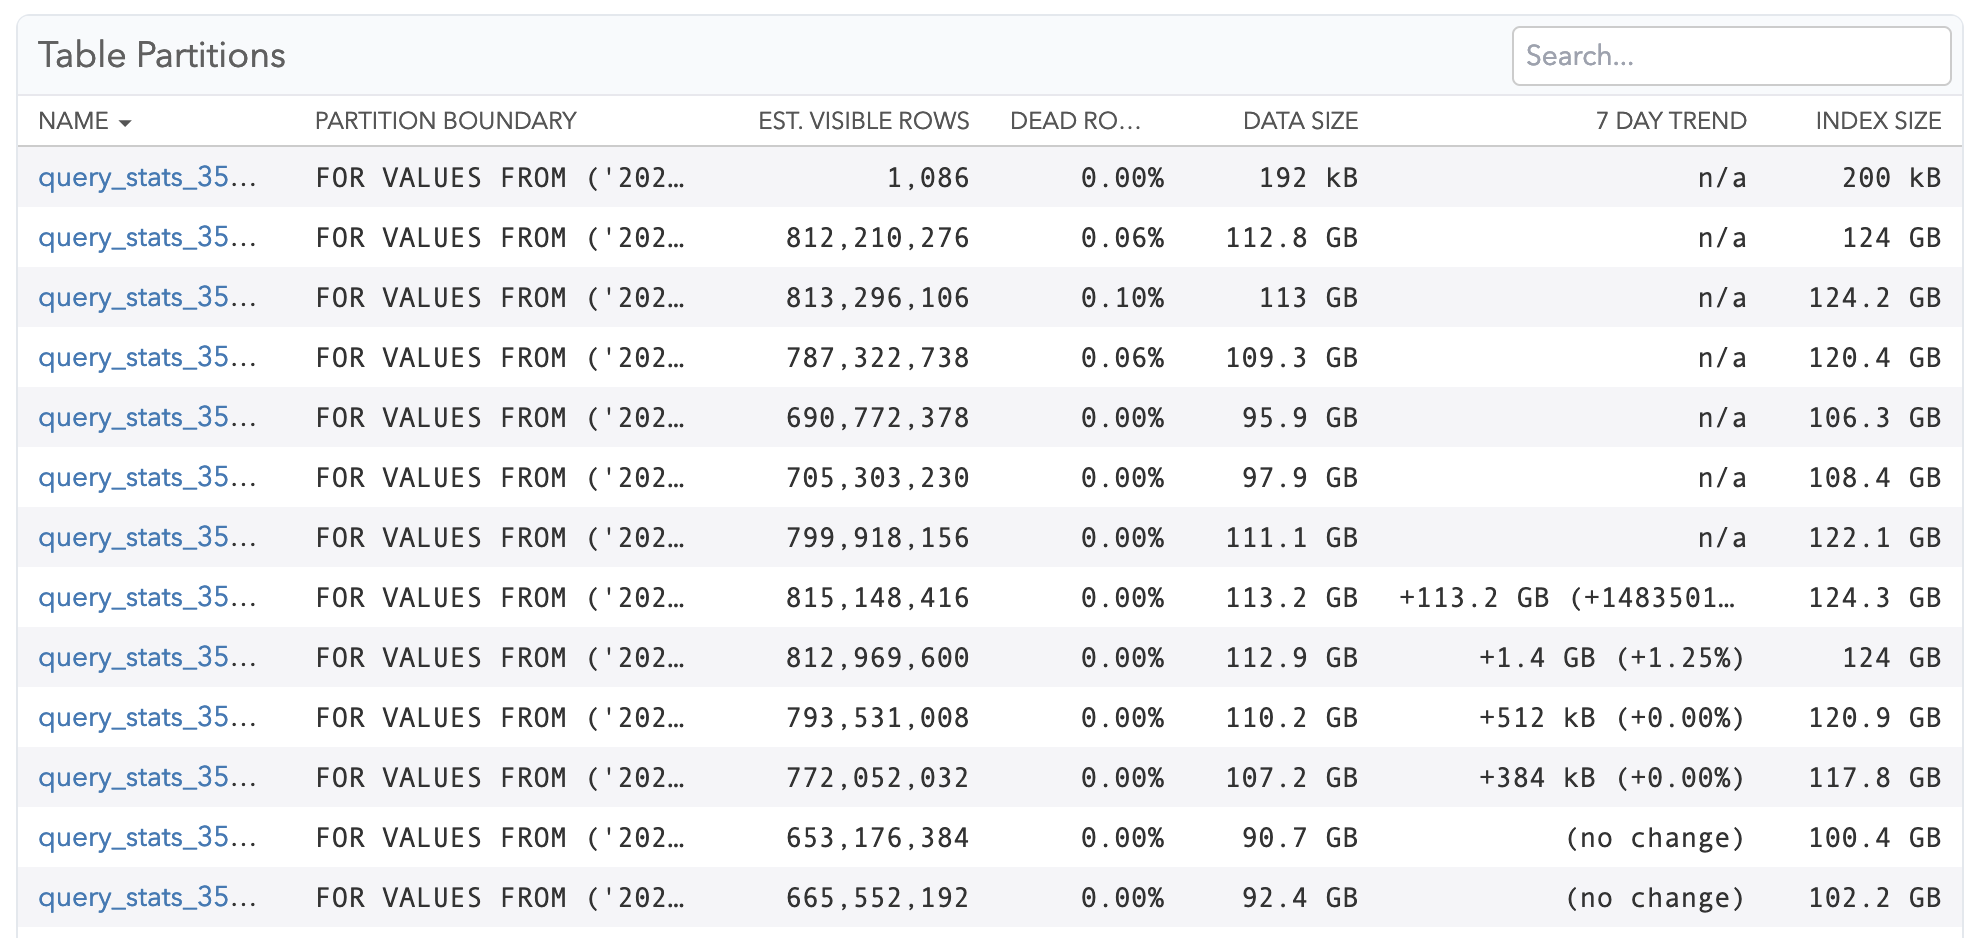 Table Partitions Search...
NAME PARTITION BOUNDARY EST. VISIBLE ROWS DEAD RO... DATA SIZE 7 DAY TREND INDEX SIZE
query_stats_35... FOR VALUES FROM ('202… 1,086 0.00% 192 kB n/a 200 kB
query_stats_35... FOR VALUES FROM ('202… 812,210,276 0.06% 112.8 GB n/a 124 GB
query_stats_35... FOR VALUES FROM ('202… 813,296,106 0.10% 113 GB n/a 124.2 GB
query_stats_35... FOR VALUES FROM ('202… 787,322,738 0.06% 109.3 GB n/a 120.4 GB
query_stats_35... FOR VALUES FROM ('202… 690,772,378 0.00% 95.9 GB n/a 106.3 GB
query_stats_35... FOR VALUES FROM ('202… 705,303,230 0.00% 97.9 GB n/a 108.4 GB
query_stats_35... FOR VALUES FROM ('202… 799,918,156 0.00% 111.1 GB n/a 122.1 GB
query_stats_35... FOR VALUES FROM ('202… 815,148,416 0.00% 113.2 GB +113.2 GB (+1483501… 124.3 GB
query_stats_35... FOR VALUES FROM ('202… 812,969,600 0.00% 112.9 GB +1.4 GB (+1.25%) 124 GB
query_stats_35... FOR VALUES FROM ('202… 793,531,008 0.00% 110.2 GB +512 kB (+0.00%) 120.9 GB
query_stats_35... FOR VALUES FROM ('202… 772,052,032 0.00% 107.2 GB +384 kB (+0.00%) 117.8 GB
query_stats_35... FOR VALUES FROM ('202… 653,176,384 0.00% 90.7 GB (no change) 100.4 GB
query_stats_35... FOR VALUES FROM ('202… 665,552,192 0.00% 92.4 GB (no change) 102.2 GB